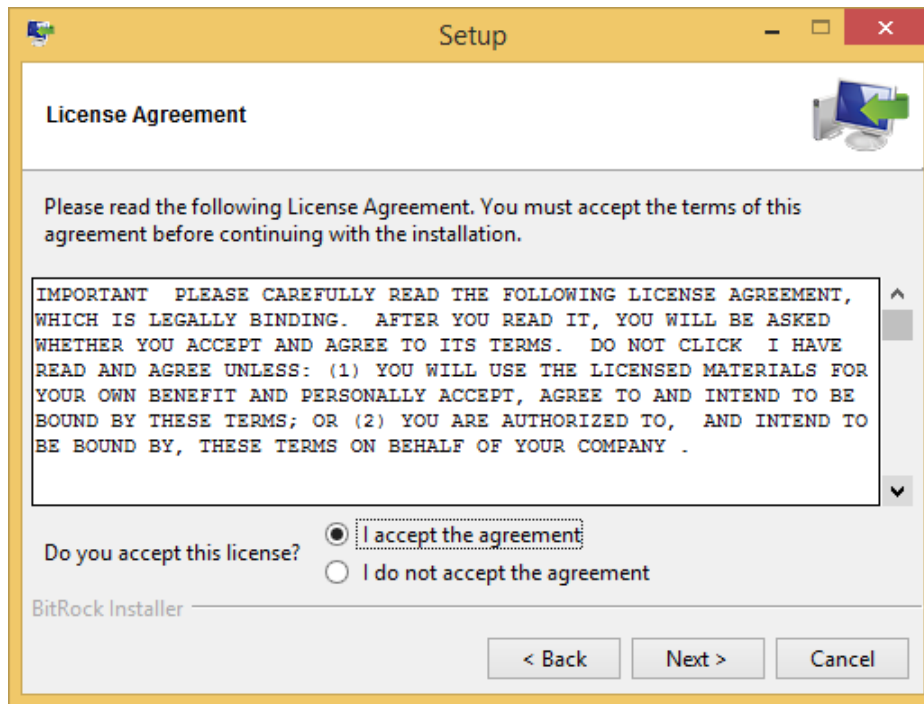 Setup
License Agreement
Please read the following License Agreement. You must accept the terms of this
agreement before continuing with the installation.
IMPORTANT  PLEASE CAREFULLY READ THE FOLLOWING LICENSE AGREEMENT,
WHICH IS LEGALLY BINDING.  AFTER YOU READ IT, YOU WILL BE ASKED
WHETHER YOU ACCEPT AND AGREE TO ITS TERMS.  DO NOT CLICK  I HAVE
READ AND AGREE UNLESS: (1) YOU WILL USE THE LICENSED MATERIALS FOR
YOUR OWN BENEFIT AND PERSONALLY ACCEPT, AGREE TO AND INTEND TO BE
BOUND BY THESE TERMS; OR (2) YOU ARE AUTHORIZED TO,  AND INTEND TO
BE BOUND BY, THESE TERMS ON BEHALF OF YOUR COMPANY .
Do you accept this license?
I accept the agreement
I do not accept the agreement
BitRock Installer
< Back
Next >
Cancel